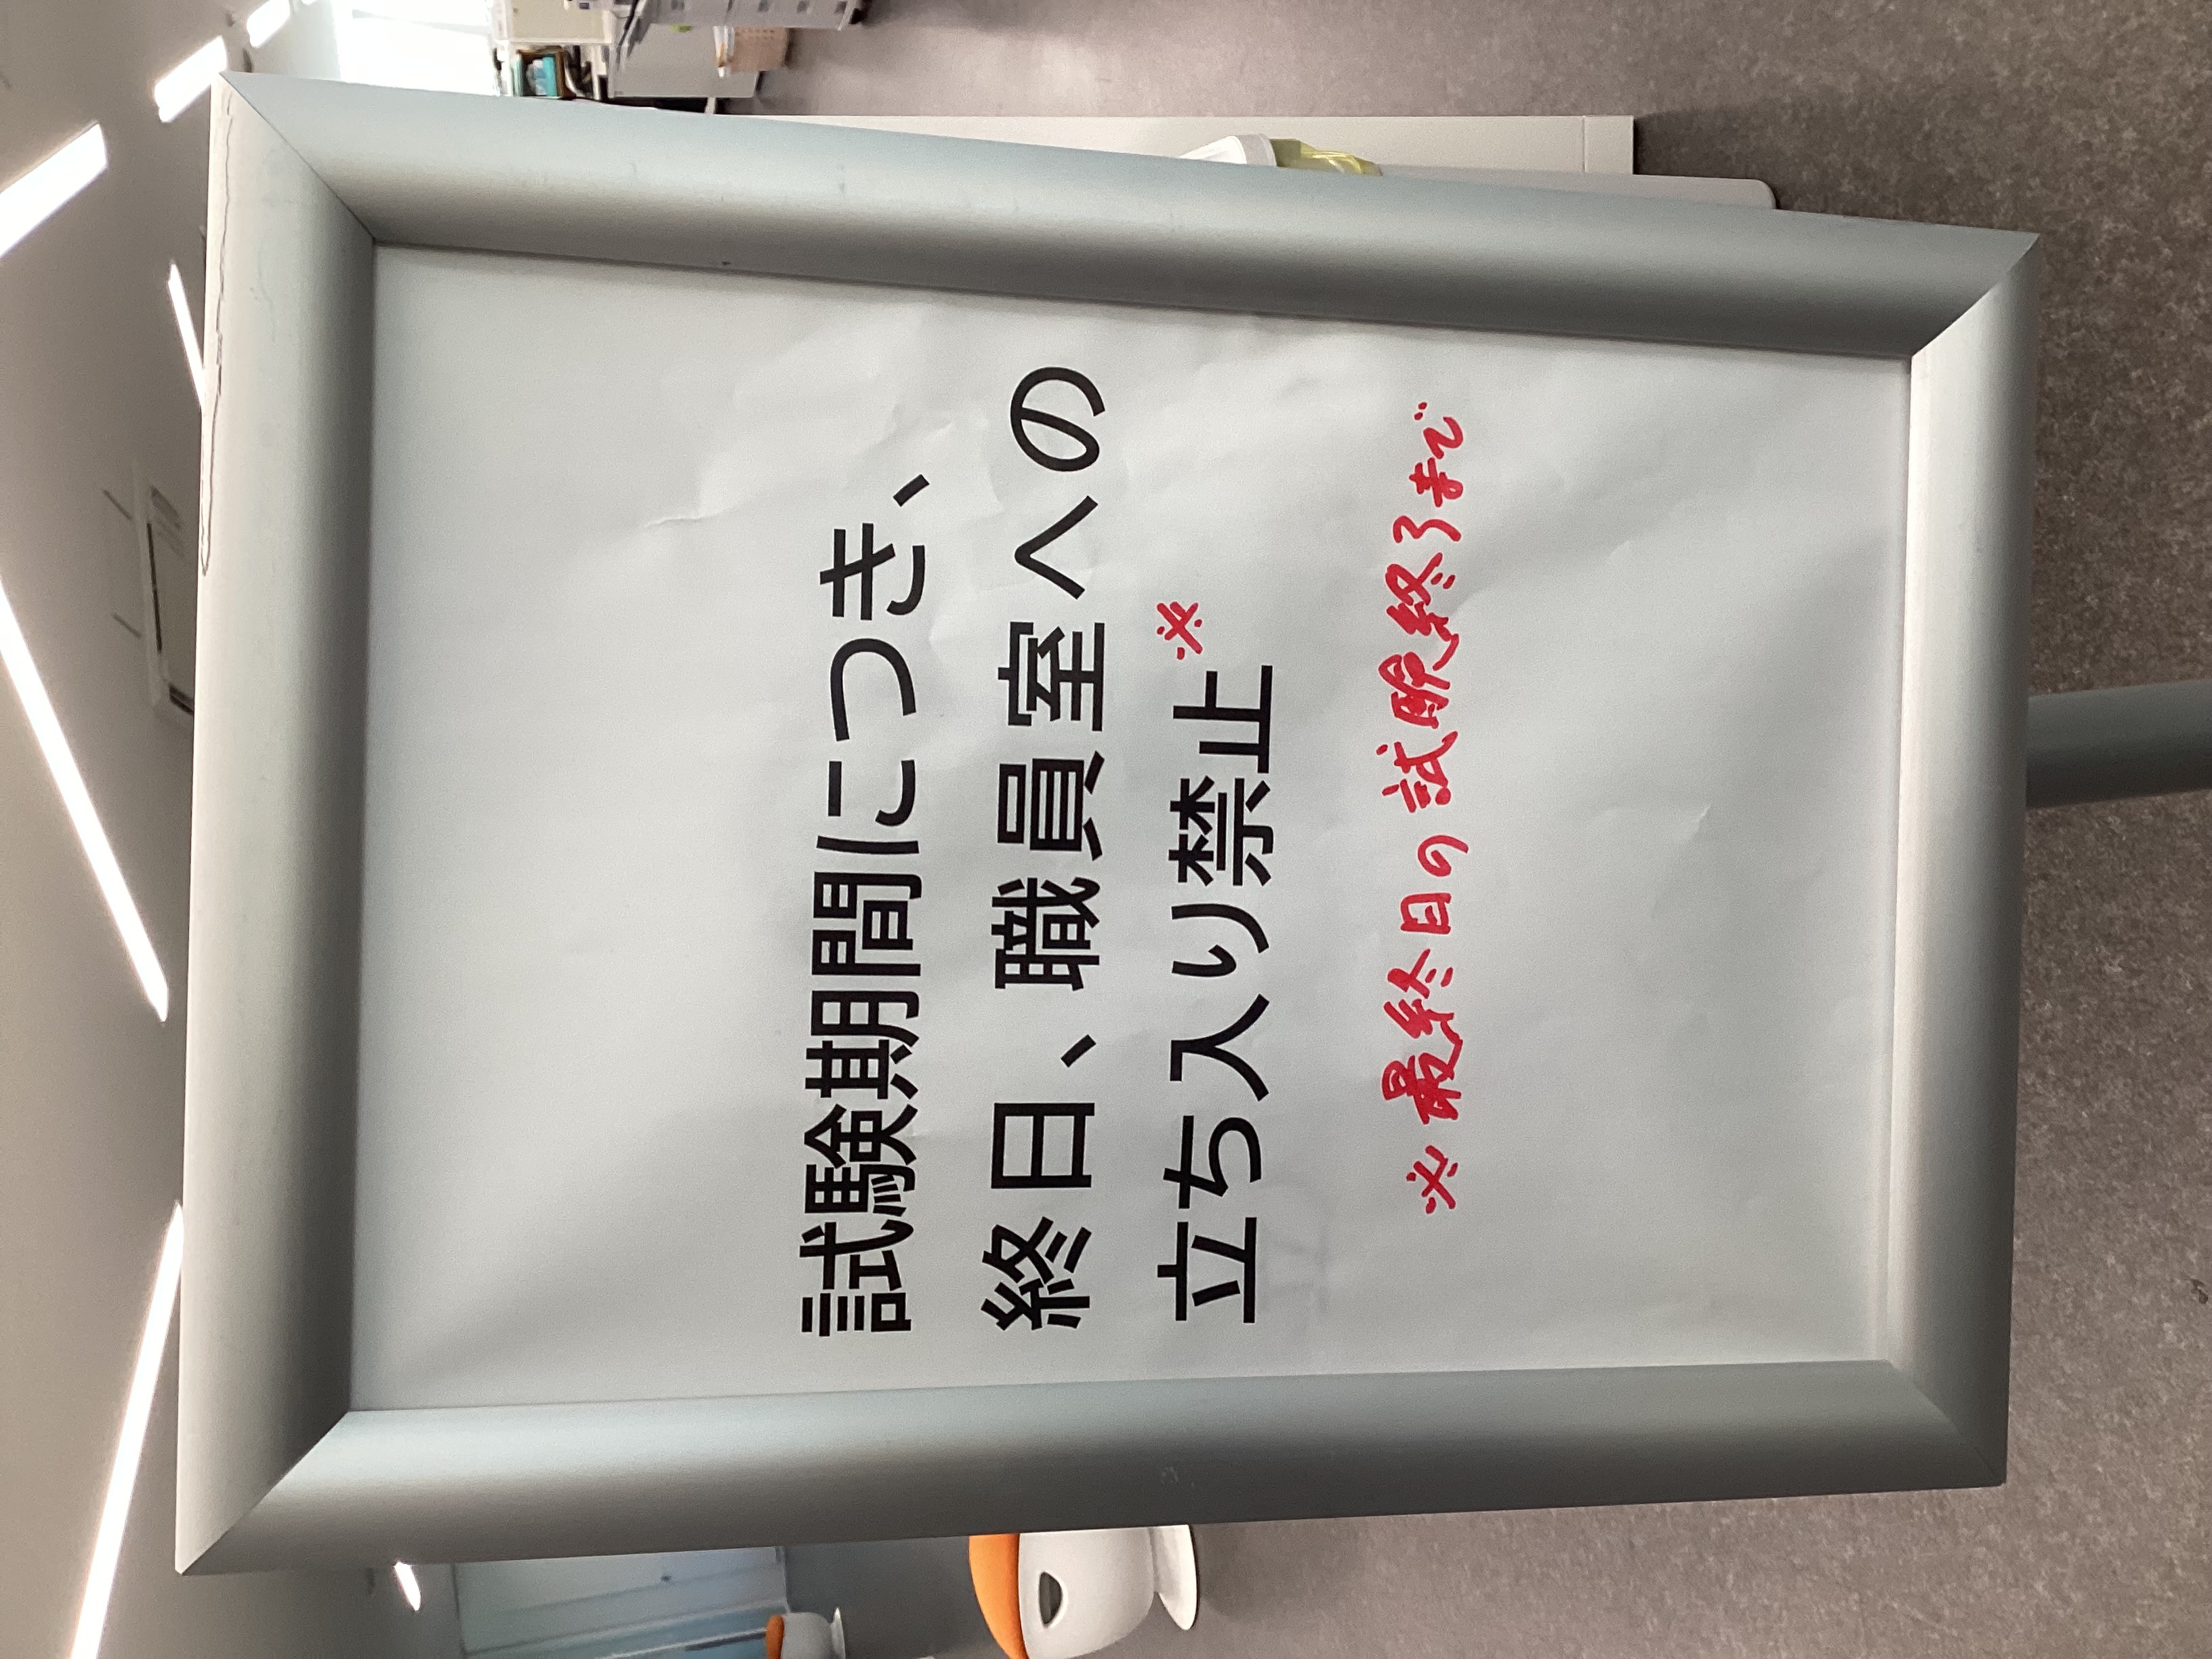 試験期間につき、
終日、職員室への
立ち入り禁止※
※最終日の試験終了まで